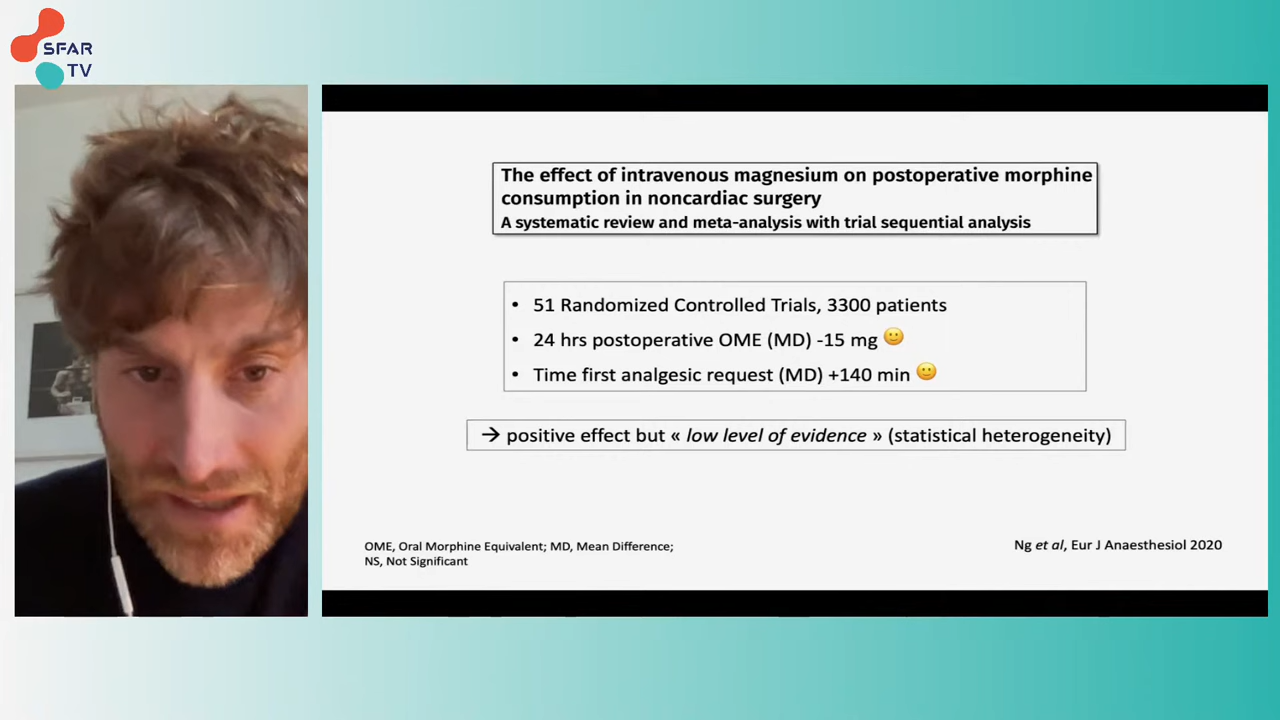 SFAR
TV
The effect of intravenous magnesium on postoperative morphine
consumption in noncardiac surgery
A systematic review and meta-analysis with trial sequential analysis
• 51 Randomized Controlled Trials, 3300 patients
• 24 hrs postoperative OME (MD) -15 mg 🙂
• Time first analgesic request (MD) +140 min 🙂
→ positive effect but « low level of evidence » (statistical heterogeneity)
OME, Oral Morphine Equivalent; MD, Mean Difference;
NS, Not Significant
Ng et al, Eur J Anaesthesiol 2020